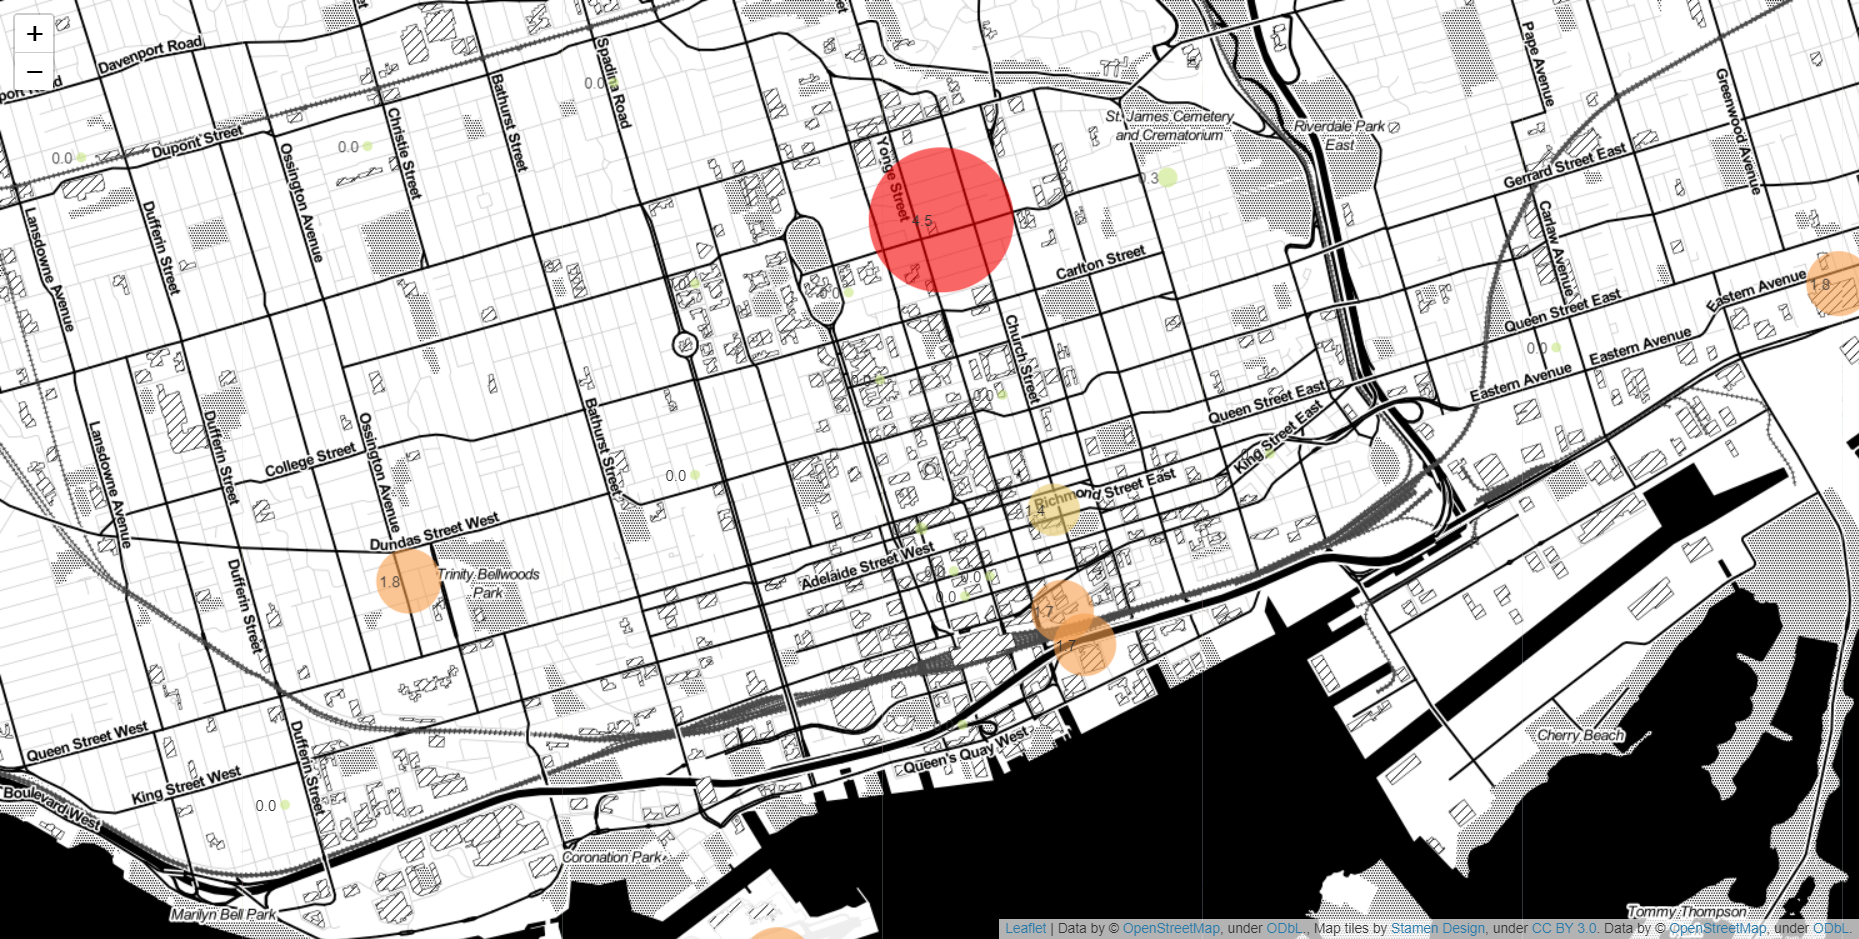 +
−
Davenport Road
Dupont Street
0.0
0.0
Christie Street
Bathurst Street
Spadina Road
0.0
Yonge Street
4.5
St. James Cemetery
and Crematorium
0.3
Riverdale Park
East
Pape Avenue
Greenwood Avenue
Gerrard Street East
Carlaw Avenue
Lansdowne Avenue
Dufferin Street
Ossington Avenue
Carlton Street
Queen Street East
Eastern Avenue
1.8
0.0
Eastern Avenue
Eastern Avenue
Church Street
0.0
Queen Street East
King Street East
Lansdowne Avenue
Dufferin Street
College Street
Ossington Avenue
Bathurst Street
0.0
Richmond Street East
1.4
Dundas Street West
Adelaide Street West
0.0
0.0
0.0
1.8
Trinity Bellwoods
Park
Dufferin Street
1.7
1.7
Queen Street West
King Street West
Boulevard West
Dufferin Street
0.0
Queen's Quay West
Cherry Beach
Coronation Park
Marilyn Bell Park
Tommy Thompson
Leaflet | Data by © OpenStreetMap, under ODbL., Map tiles by Stamen Design, under CC BY 3.0. Data by © OpenStreetMap, under ODbL.